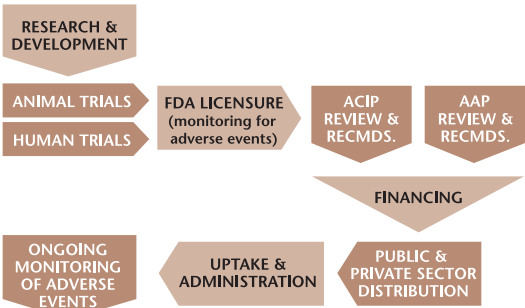 RESEARCH &
DEVELOPMENT
ANIMAL TRIALS
HUMAN TRIALS
FDA LICENSURE
(monitoring for
adverse events)
ACIP
REVIEW &
RECMDS.
AAP
REVIEW &
RECMDS.
FINANCING
PUBLIC &
PRIVATE SECTOR
DISTRIBUTION
UPTAKE &
ADMINISTRATION
ONGOING
MONITORING
OF ADVERSE
EVENTS